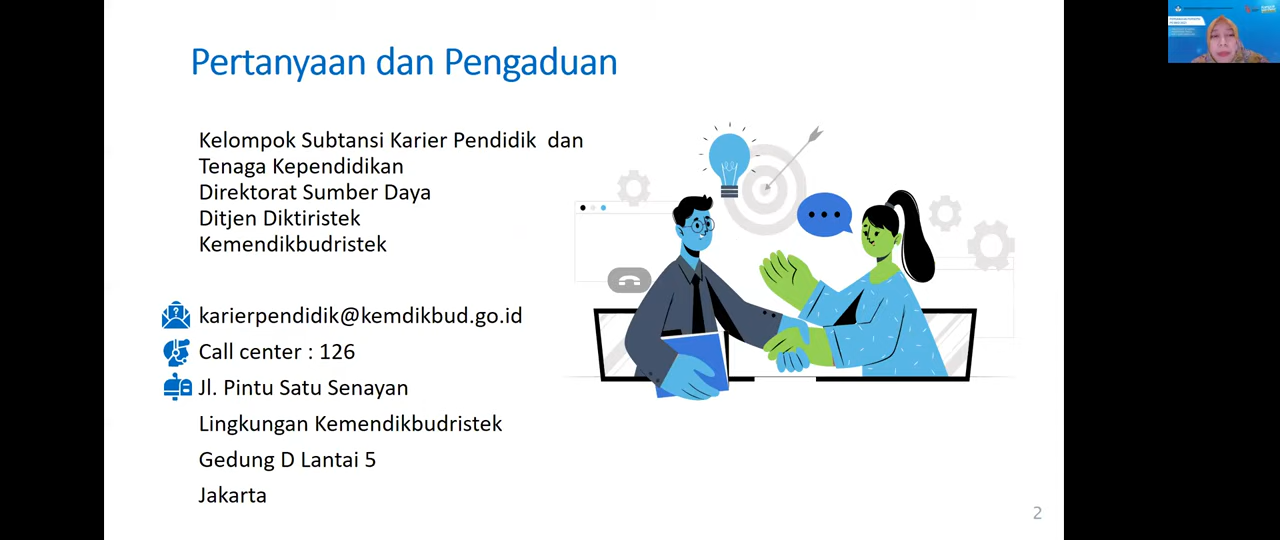 Pertanyaan dan Pengaduan
Kelompok Subtansi Karier Pendidik dan
Tenaga Kependidikan
Direktorat Sumber Daya
Ditjen Diktiristek
Kemendikbudristek
karierpendidik@kemdikbud.go.id
Call center : 126
Jl. Pintu Satu Senayan
Lingkungan Kemendikbudristek
Gedung D Lantai 5
Jakarta
2